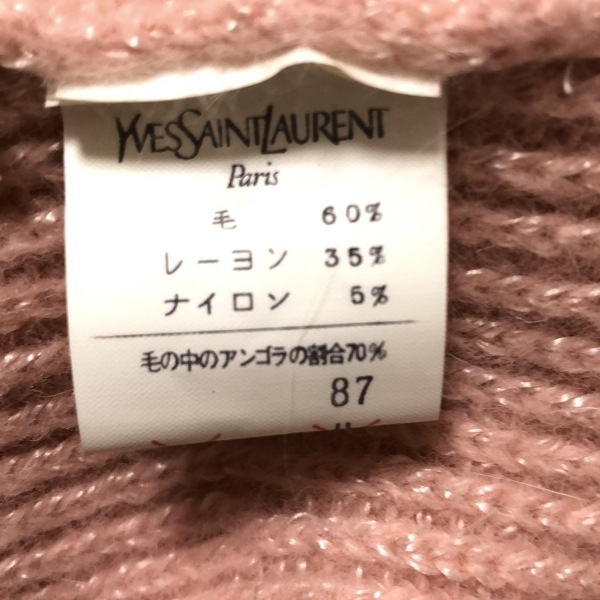 YVESSAINTLAURENT
Paris
毛 60%
レーヨン 35%
ナイロン 5%
毛の中のアンゴラの割合70%
87